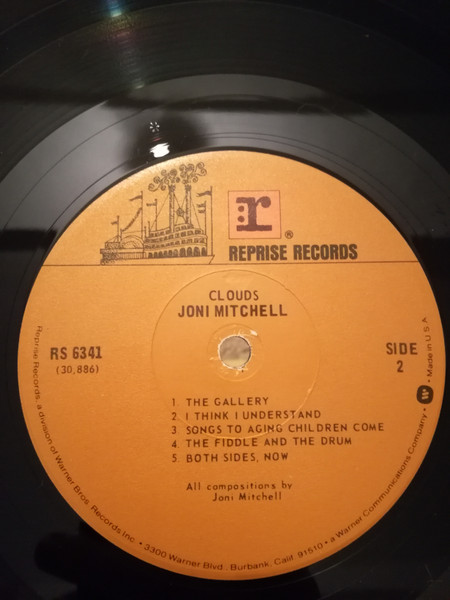 r
®
REPRISE RECORDS
CLOUDS
JONI MITCHELL
RS 6341
(30,886)
SIDE
2
1. THE GALLERY
2. I THINK I UNDERSTAND
3. SONGS TO AGING CHILDREN COME
4. THE FIDDLE AND THE DRUM
5. BOTH SIDES, NOW
All compositions by
Joni Mitchell
Reprise Records, a division of Warner Bros. Records Inc. • 3300 Warner Blvd., Burbank, Calif. 91510 • a Warner Communications Company • W • Made in U S A